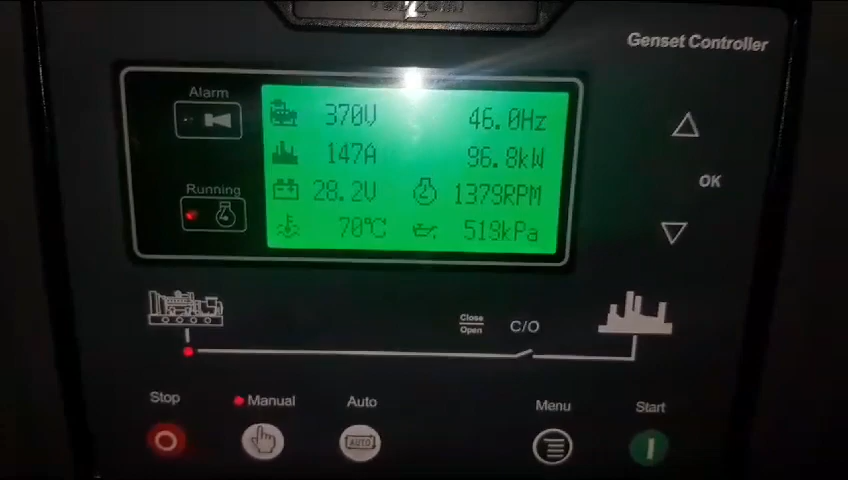 Genset Controller
Alarm
370V 46.0Hz
147A 96.8kW
Running
28.2V 1379RPM
70℃ 519kPa
OK
Close
Open
C/O
Stop
Manual
Auto
AUTO
Menu
Start